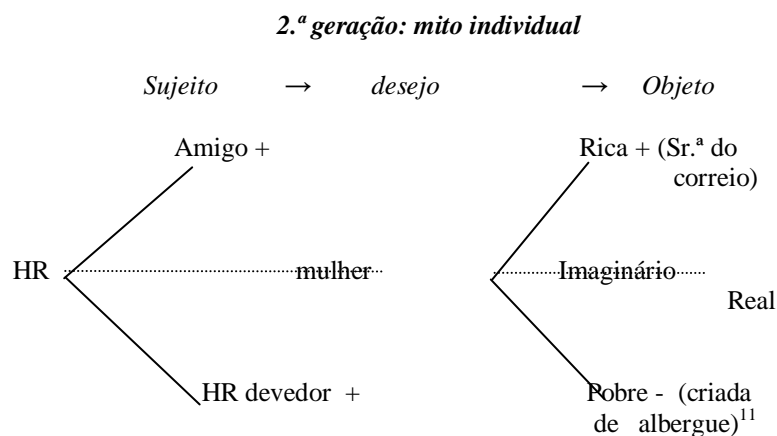 2.ª geração: mito individual
Sujeito → desejo → Objeto
Amigo + Rica + (Sr.ª do
correio)
HR mulher Imaginário
Real
HR devedor + Pobre - (criada
de albergue)11